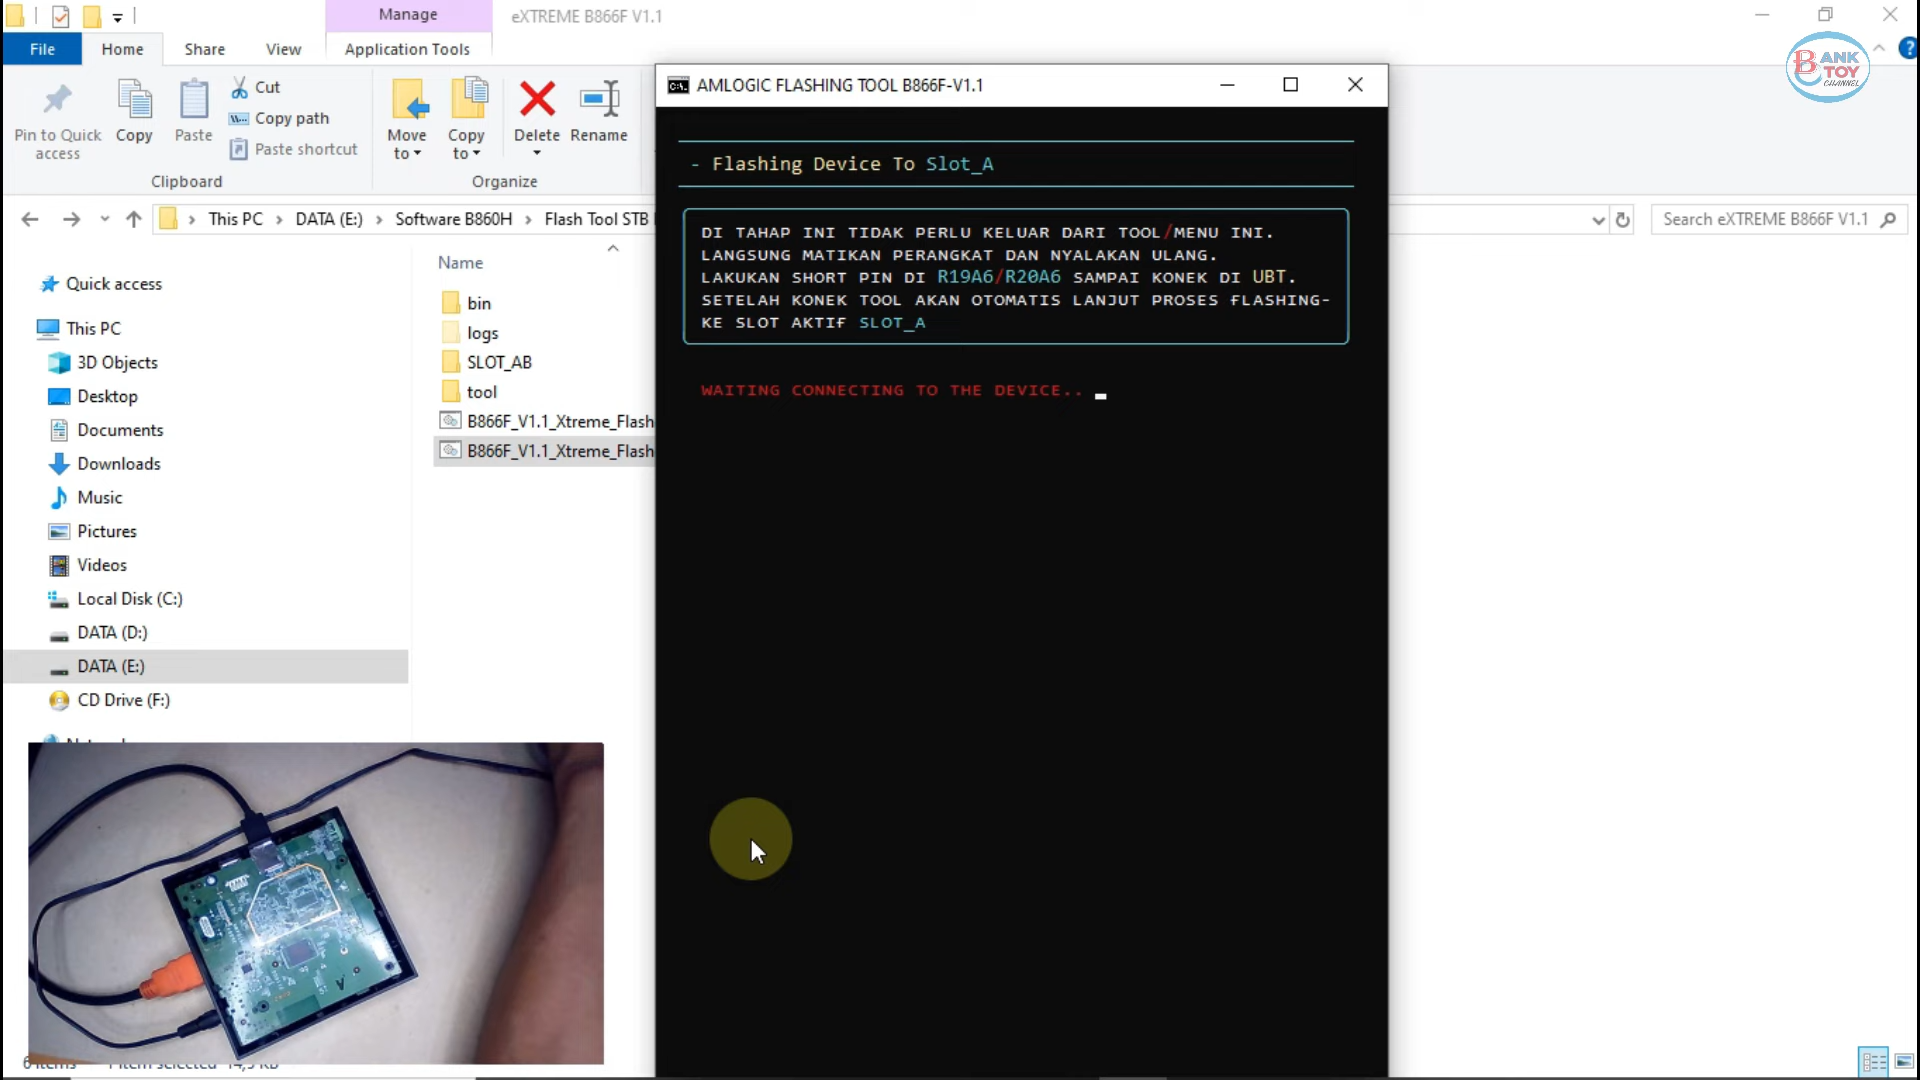 Manage
eXTREME B866F V1.1
File
Home
Share
View
Application Tools
Pin to Quick access
Copy
Paste
Cut
Copy path
Paste shortcut
Move to
Copy to
Delete
Rename
Clipboard
Organize
This PC > DATA (E:) > Software B860H > Flash Tool STB
Search eXTREME B866F V1.1
BANK
TOY
CHANNEL
Quick access
This PC
3D Objects
Desktop
Documents
Downloads
Music
Pictures
Videos
Local Disk (C:)
DATA (D:)
DATA (E:)
CD Drive (F:)
Name
bin
logs
SLOT_AB
tool
B866F_V1.1_Xtreme_Flash
B866F_V1.1_Xtreme_Flash
AMLOGIC FLASHING TOOL B866F-V1.1
- Flashing Device To Slot_A
DI TAHAP INI TIDAK PERLU KELUAR DARI TOOL/MENU INI.
LANGSUNG MATIKAN PERANGKAT DAN NYALAKAN ULANG.
LAKUKAN SHORT PIN DI R19A6/R20A6 SAMPAI KONEK DI UBT.
SETELAH KONEK TOOL AKAN OTOMATIS LANJUT PROSES FLASHING-
KE SLOT AKTIF SLOT_A
WAITING CONNECTING TO THE DEVICE..